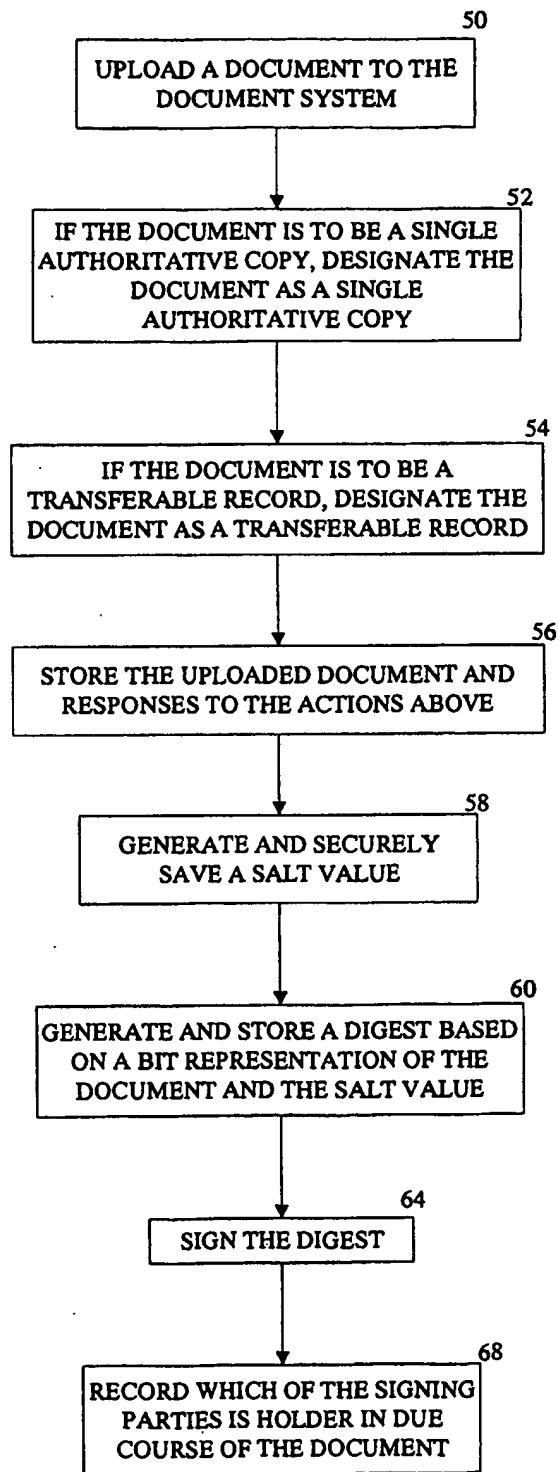 50
UPLOAD A DOCUMENT TO THE
DOCUMENT SYSTEM
52
IF THE DOCUMENT IS TO BE A SINGLE
AUTHORITATIVE COPY, DESIGNATE THE
DOCUMENT AS A SINGLE
AUTHORITATIVE COPY
54
IF THE DOCUMENT IS TO BE A
TRANSFERABLE RECORD, DESIGNATE THE
DOCUMENT AS A TRANSFERABLE RECORD
56
STORE THE UPLOADED DOCUMENT AND
RESPONSES TO THE ACTIONS ABOVE
58
GENERATE AND SECURELY
SAVE A SALT VALUE
60
GENERATE AND STORE A DIGEST BASED
ON A BIT REPRESENTATION OF THE
DOCUMENT AND THE SALT VALUE
64
SIGN THE DIGEST
68
RECORD WHICH OF THE SIGNING
PARTIES IS HOLDER IN DUE
COURSE OF THE DOCUMENT